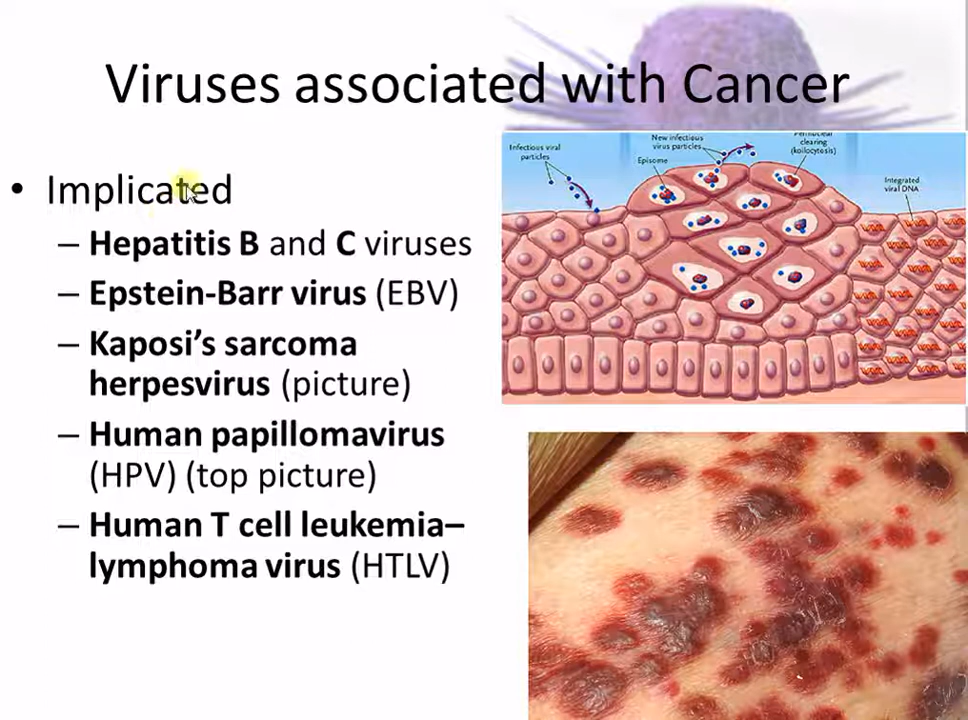 Viruses associated with Cancer
• Implicated
– Hepatitis B and C viruses
– Epstein-Barr virus (EBV)
– Kaposi’s sarcoma
herpesvirus (picture)
– Human papillomavirus
(HPV) (top picture)
– Human T cell leukemia–
lymphoma virus (HTLV)
Infectious viral
particles
New infectious
virus particles
Episome
Perinuclear
clearing
(koilocytosis)
Integrated
viral DNA